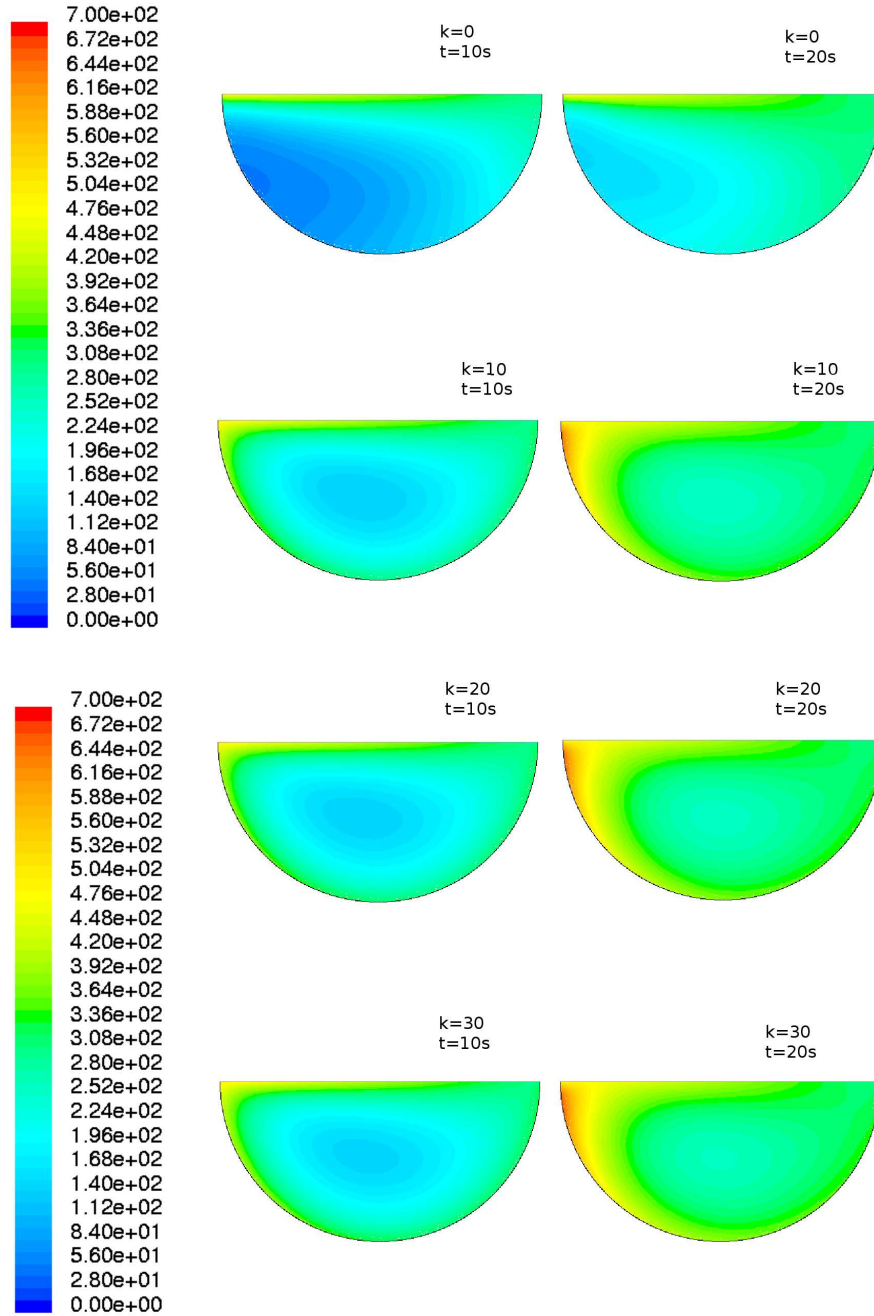 7.00e+02
6.72e+02
6.44e+02
6.16e+02
5.88e+02
5.60e+02
5.32e+02
5.04e+02
4.76e+02
4.48e+02
4.20e+02
3.92e+02
3.64e+02
3.36e+02
3.08e+02
2.80e+02
2.52e+02
2.24e+02
1.96e+02
1.68e+02
1.40e+02
1.12e+02
8.40e+01
5.60e+01
2.80e+01
0.00e+00
k=0
t=10s
k=0
t=20s
k=10
t=10s
k=10
t=20s
7.00e+02
6.72e+02
6.44e+02
6.16e+02
5.88e+02
5.60e+02
5.32e+02
5.04e+02
4.76e+02
4.48e+02
4.20e+02
3.92e+02
3.64e+02
3.36e+02
3.08e+02
2.80e+02
2.52e+02
2.24e+02
1.96e+02
1.68e+02
1.40e+02
1.12e+02
8.40e+01
5.60e+01
2.80e+01
0.00e+00
k=20
t=10s
k=20
t=20s
k=30
t=10s
k=30
t=20s